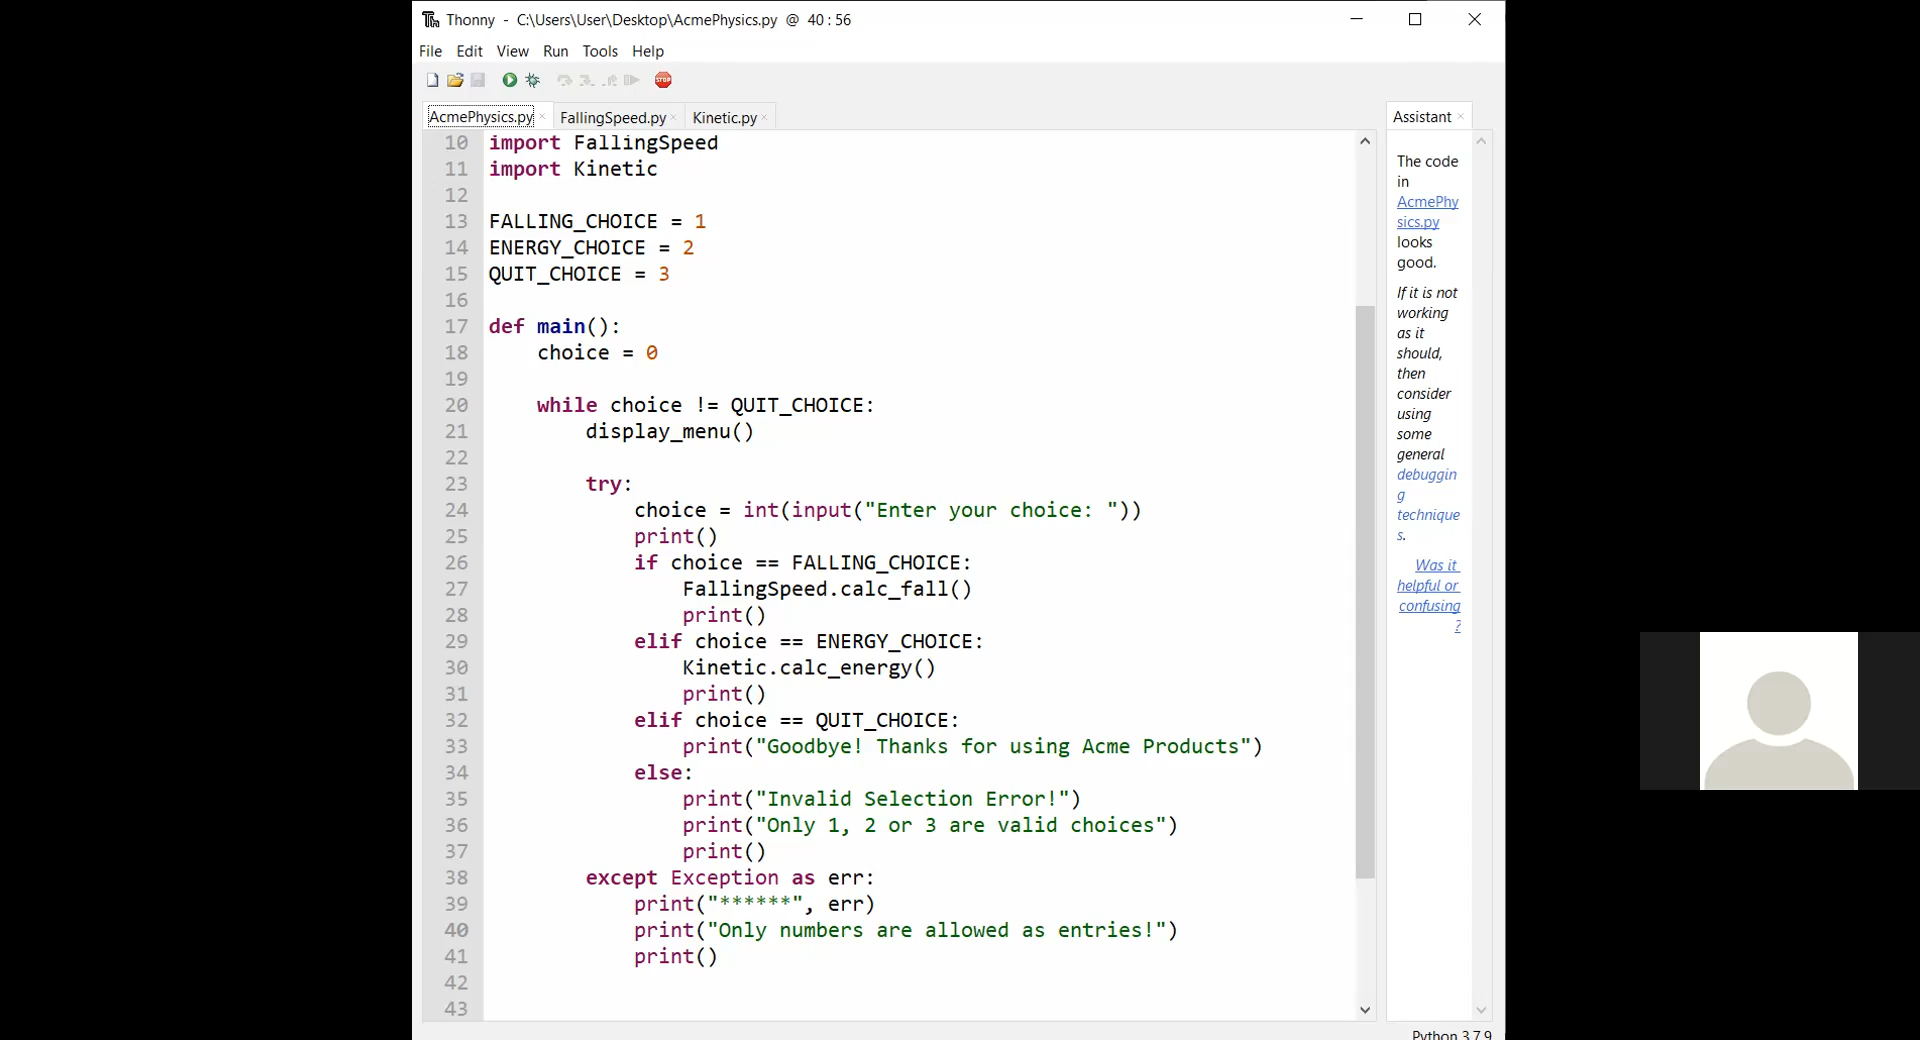 Thonny - C:\Users\User\Desktop\AcmePhysics.py @ 40 : 56
File Edit View Run Tools Help
STOP
AcmePhysics.py × FallingSpeed.py × Kinetic.py ×
10 import FallingSpeed
11 import Kinetic
12
13 FALLING_CHOICE = 1
14 ENERGY_CHOICE = 2
15 QUIT_CHOICE = 3
16
17 def main():
18     choice = 0
19
20     while choice != QUIT_CHOICE:
21         display_menu()
22
23         try:
24             choice = int(input("Enter your choice: "))
25             print()
26             if choice == FALLING_CHOICE:
27                 FallingSpeed.calc_fall()
28                 print()
29             elif choice == ENERGY_CHOICE:
30                 Kinetic.calc_energy()
31                 print()
32             elif choice == QUIT_CHOICE:
33                 print("Goodbye! Thanks for using Acme Products")
34             else:
35                 print("Invalid Selection Error!")
36                 print("Only 1, 2 or 3 are valid choices")
37                 print()
38         except Exception as err:
39             print("******", err)
40             print("Only numbers are allowed as entries!")
41             print()
42
43
Assistant ×
The code
in
AcmePhy
sics.py
looks
good.
If it is not
working
as it
should,
then
consider
using
some
general
debuggin
g
technique
s.
Was it
helpful or
confusing
?
Python 3.7.9